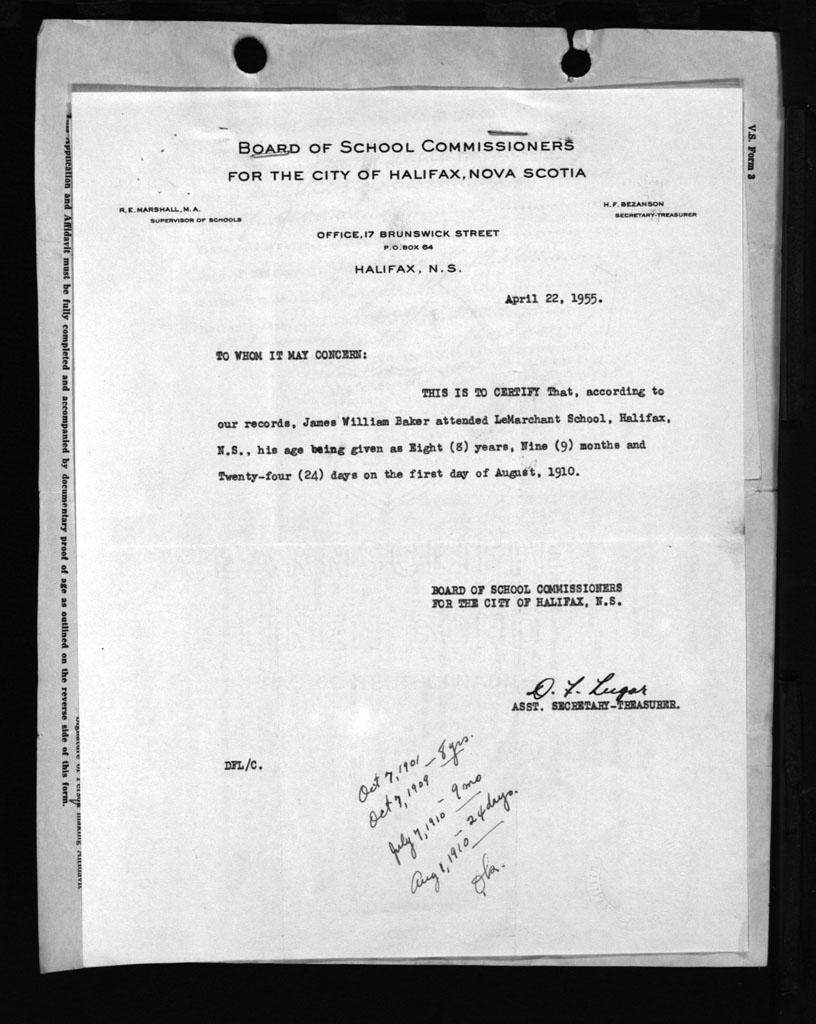 V.S. Form 3
BOARD OF SCHOOL COMMISSIONERS
FOR THE CITY OF HALIFAX, NOVA SCOTIA
R. E. MARSHALL, M. A.
SUPERVISOR OF SCHOOLS
H. F. BEZANSON
SECRETARY-TREASURER
OFFICE, 17 BRUNSWICK STREET
P. O. BOX 64
HALIFAX, N. S.
April 22, 1955.
TO WHOM IT MAY CONCERN:
THIS IS TO CERTIFY That, according to
our records, James William Baker attended LeMarchant School, Halifax,
N.S., his age being given as Eight (8) years, Nine (9) months and
Twenty-four (24) days on the first day of August, 1910.
BOARD OF SCHOOL COMMISSIONERS
FOR THE CITY OF HALIFAX, N.S.
D. F. Lugar
ASST. SECRETARY-TREASURER.
DFL/C.
Oct 7, 1901 – 8 yrs.
Oct 7, 1909
July 7, 1910 – 9 mo
Aug 1, 1910 – 24 days.
Application and Affidavit must be fully completed and accompanied by documentary proof of age as outlined on the reverse side of this form.